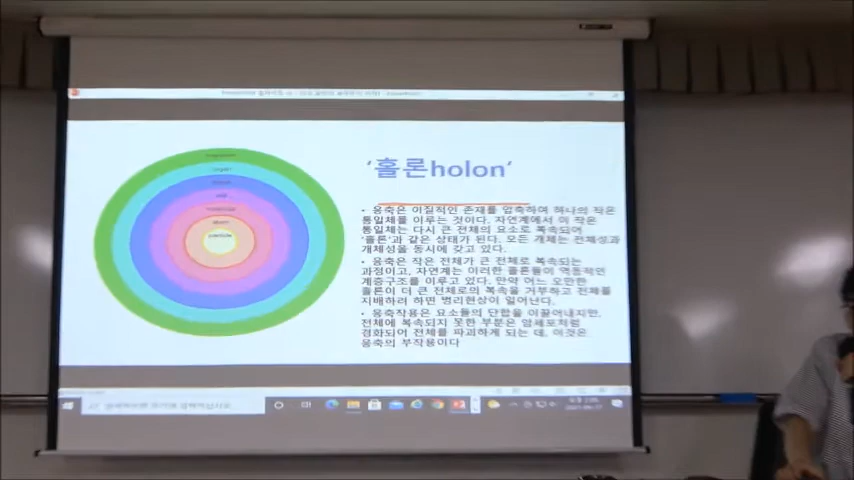 '홀론holon'
• 응축은 이질적인 존재를 압축하여 하나의 작은
통일체를 이루는 것이다. 자연계에서 이 작은
통일체는 다시 큰 전체의 요소로 복속되어
'홀론'과 같은 상태가 된다. 모든 개체는 전체성과
개체성을 동시에 갖고 있다.
• 응축은 작은 전체가 큰 전체로 복속되는
과정이고, 자연계는 이러한 홀론들이 역동적인
계층구조를 이루고 있다. 만약 어느 오만한
홀론이 더 큰 전체로의 복속을 거부하고 전체를
지배하려 하면 병리현상이 일어난다.
• 응축작용은 요소들의 단합을 이끌어내지만,
전체에 복속되지 못한 부분은 암세포처럼
경화되어 전체를 파괴하게 되는 데, 이것은
응축의 부작용이다